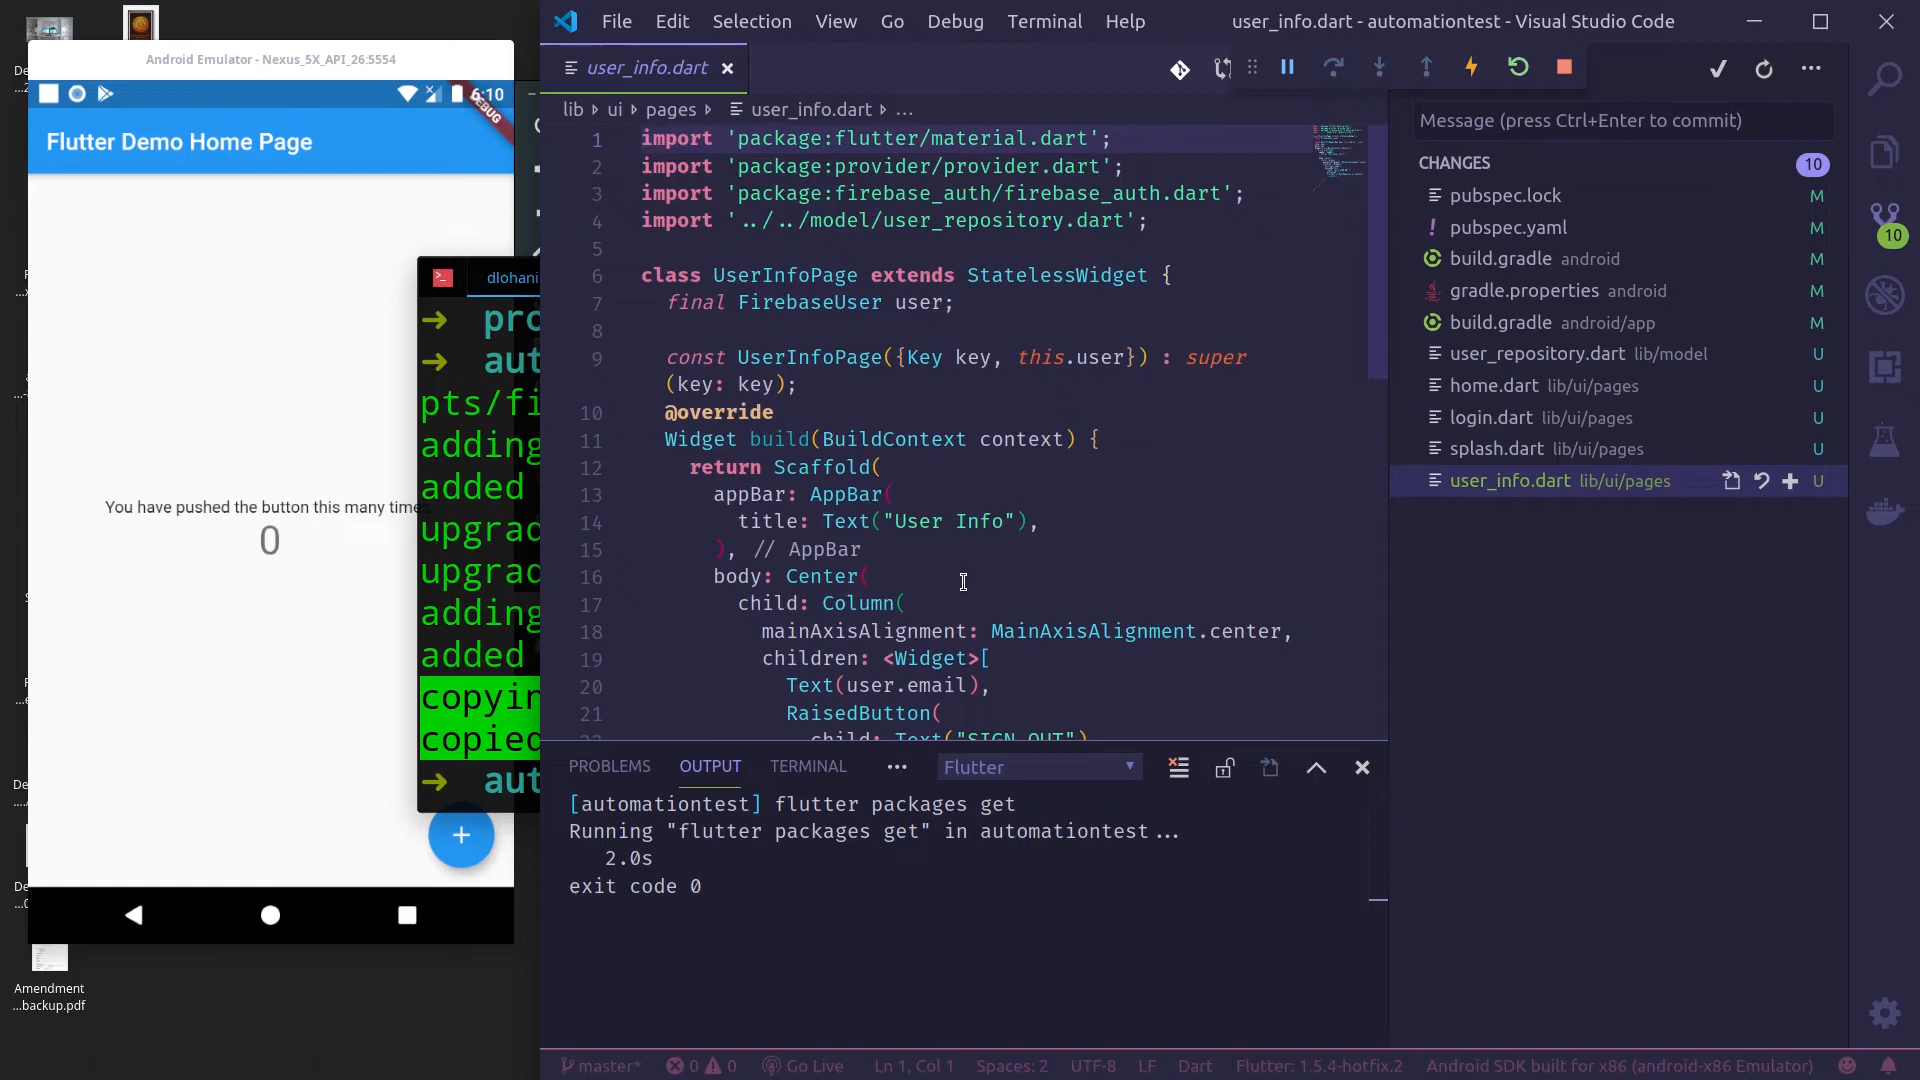 Android Emulator - Nexus_5X_API_26:5554
6:10
DEBUG
Flutter Demo Home Page
You have pushed the button this many times
0
+
Amendment
...backup.pdf
dlohani
➜ pro
➜ aut
pts/fi
adding
added
upgrad
upgrad
adding
added
copyin
copied
➜ aut
File Edit Selection View Go Debug Terminal Help
user_info.dart - automationtest - Visual Studio Code
user_info.dart
lib ui pages user_info.dart ...
1 import 'package:flutter/material.dart';
2 import 'package:provider/provider.dart';
3 import 'package:firebase_auth/firebase_auth.dart';
4 import '../../model/user_repository.dart';
5
6 class UserInfoPage extends StatelessWidget {
7 final FirebaseUser user;
8
9 const UserInfoPage({Key key, this.user}) : super
(key: key);
10 @override
11 Widget build(BuildContext context) {
12 return Scaffold(
13 appBar: AppBar(
14 title: Text("User Info"),
15 ), // AppBar
16 body: Center(
17 child: Column(
18 mainAxisAlignment: MainAxisAlignment.center,
19 children: <Widget>[
20 Text(user.email),
21 RaisedButton(
22 child: Text("SIGN OUT")
PROBLEMS OUTPUT TERMINAL ... Flutter
[automationtest] flutter packages get
Running "flutter packages get" in automationtest...
2.0s
exit code 0
Message (press Ctrl+Enter to commit)
CHANGES 10
pubspec.lock M
pubspec.yaml M
build.gradle android M
gradle.properties android M
build.gradle android/app M
user_repository.dart lib/model U
home.dart lib/ui/pages U
login.dart lib/ui/pages U
splash.dart lib/ui/pages U
user_info.dart lib/ui/pages U
10
master* 0 0 Go Live Ln 1, Col 1 Spaces: 2 UTF-8 LF Dart Flutter: 1.5.4-hotfix.2 Android SDK built for x86 (android-x86 Emulator)